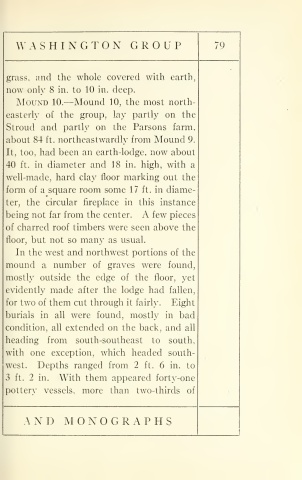 WASHINGTON GROUP 79
grass, and the whole covered with earth,
now only 8 in. to 10 in. deep.
MOUND 10.—Mound 10, the most north-
easterly of the group, lay partly on the
Stroud and partly on the Parsons farm,
about 84 ft. northeastwardly from Mound 9.
It, too, had been an earth-lodge, now about
40 ft. in diameter and 18 in. high, with a
well-made, hard clay floor marking out the
form of a square room some 17 ft. in diame-
ter, the circular fireplace in this instance
being not far from the center. A few pieces
of charred roof timbers were seen above the
floor, but not so many as usual.
In the west and northwest portions of the
mound a number of graves were found,
mostly outside the edge of the floor, yet
evidently made after the lodge had fallen,
for two of them cut through it fairly. Eight
burials in all were found, mostly in bad
condition, all extended on the back, and all
heading from south-southeast to south,
with one exception, which headed south-
west. Depths ranged from 2 ft. 6 in. to
3 ft. 2 in. With them appeared forty-one
pottery vessels, more than two-thirds of
AND MONOGRAPHS